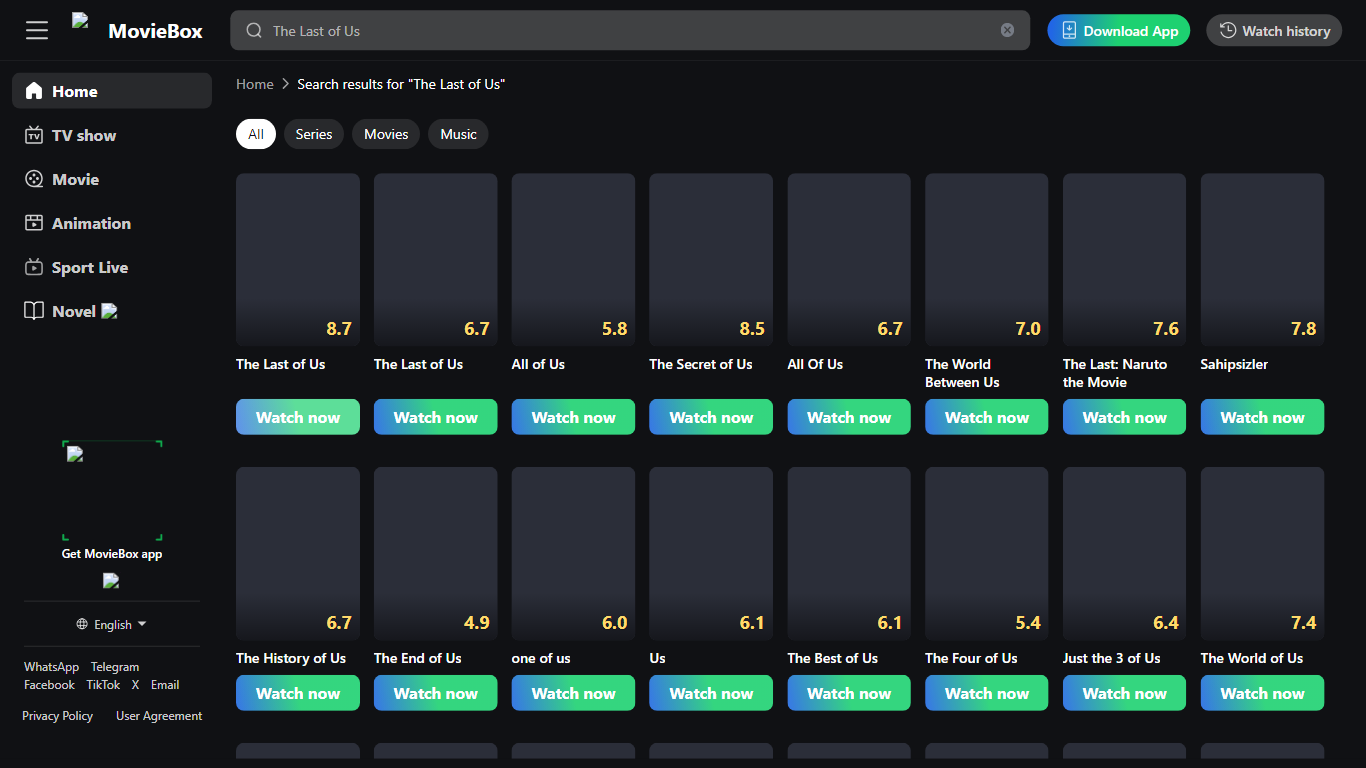 MovieBox
The Last of Us
Download App
Watch history
Home
TV show
Movie
Animation
Sport Live
Novel
Get MovieBox app
English
WhatsApp Telegram
Facebook TikTok X Email
Privacy Policy User Agreement
Home > Search results for "The Last of Us"
All Series Movies Music
8.7 6.7 5.8 8.5 6.7 7.0 7.6 7.8
The Last of Us
The Last of Us
All of Us
The Secret of Us
All Of Us
The World
Between Us
The Last: Naruto
the Movie
Sahipsizler
Watch now Watch now Watch now Watch now Watch now Watch now Watch now Watch now
6.7 4.9 6.0 6.1 6.1 5.4 6.4 7.4
The History of Us
The End of Us
one of us
Us
The Best of Us
The Four of Us
Just the 3 of Us
The World of Us
Watch now Watch now Watch now Watch now Watch now Watch now Watch now Watch now